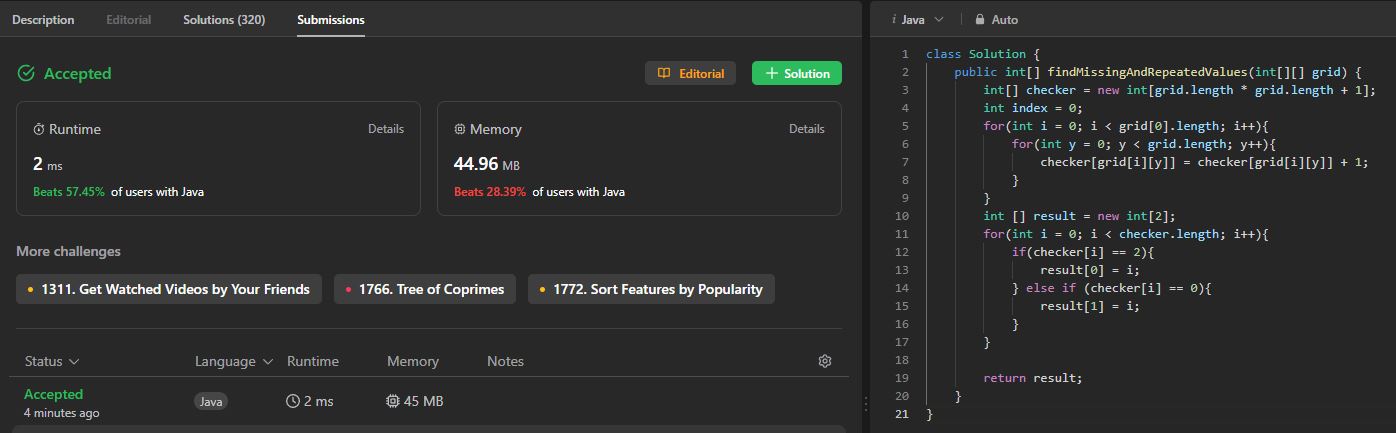 Description Editorial Solutions (320) Submissions
Accepted Editorial + Solution
Runtime Details
2 ms
Beats 57.45% of users with Java
Memory Details
44.96 MB
Beats 28.39% of users with Java
More challenges
1311. Get Watched Videos by Your Friends 1766. Tree of Coprimes 1772. Sort Features by Popularity
Status Language Runtime Memory Notes
Accepted Java 2 ms 45 MB
4 minutes ago
i Java Auto
1 class Solution {
2 public int[] findMissingAndRepeatedValues(int[][] grid) {
3 int[] checker = new int[grid.length * grid.length + 1];
4 int index = 0;
5 for(int i = 0; i < grid[0].length; i++){
6 for(int y = 0; y < grid.length; y++){
7 checker[grid[i][y]] = checker[grid[i][y]] + 1;
8 }
9 }
10 int [] result = new int[2];
11 for(int i = 0; i < checker.length; i++){
12 if(checker[i] == 2){
13 result[0] = i;
14 } else if (checker[i] == 0){
15 result[1] = i;
16 }
17 }
18
19 return result;
20 }
21 }